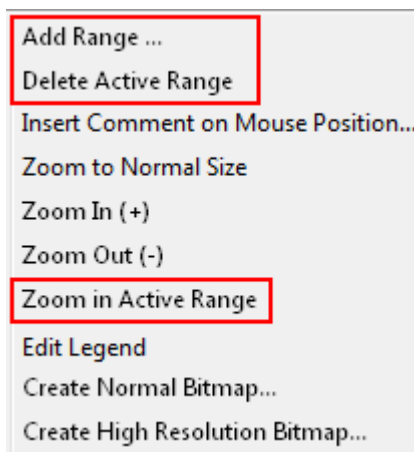 Add Range ...
Delete Active Range
Insert Comment on Mouse Position...
Zoom to Normal Size
Zoom In (+)
Zoom Out (-)
Zoom in Active Range
Edit Legend
Create Normal Bitmap...
Create High Resolution Bitmap...